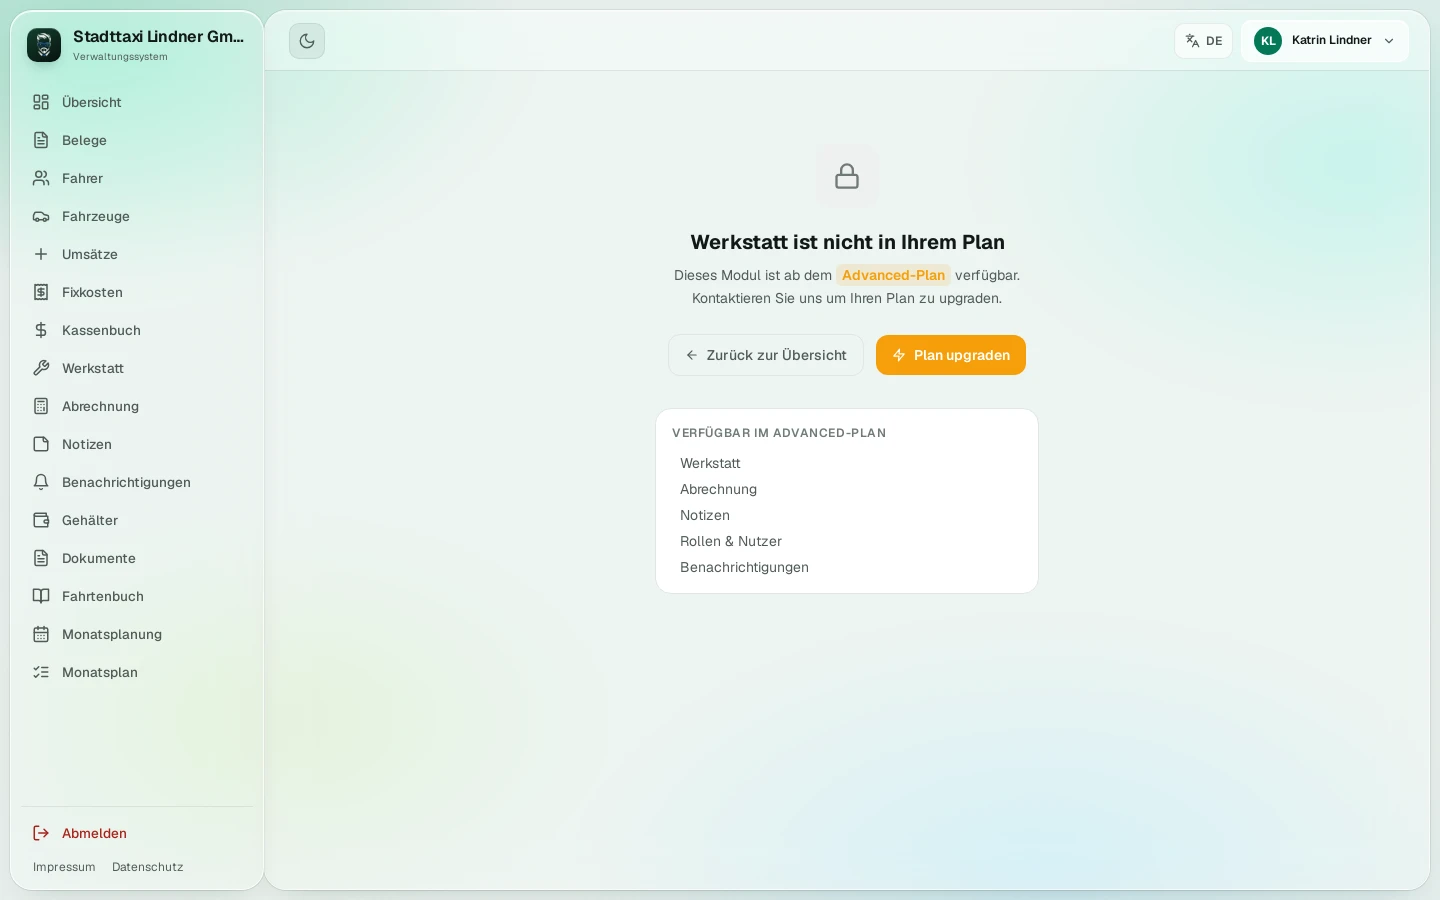 Stadttaxi Lindner Gm...
Verwaltungssystem
Übersicht
Belege
Fahrer
Fahrzeuge
Umsätze
Fixkosten
Kassenbuch
Werkstatt
Abrechnung
Notizen
Benachrichtigungen
Gehälter
Dokumente
Fahrtenbuch
Monatsplanung
Monatsplan
Abmelden
Impressum Datenschutz
DE
KL Katrin Lindner
Werkstatt ist nicht in Ihrem Plan
Dieses Modul ist ab dem Advanced-Plan verfügbar.
Kontaktieren Sie uns um Ihren Plan zu upgraden.
Zurück zur Übersicht Plan upgraden
VERFÜGBAR IM ADVANCED-PLAN
Werkstatt
Abrechnung
Notizen
Rollen & Nutzer
Benachrichtigungen